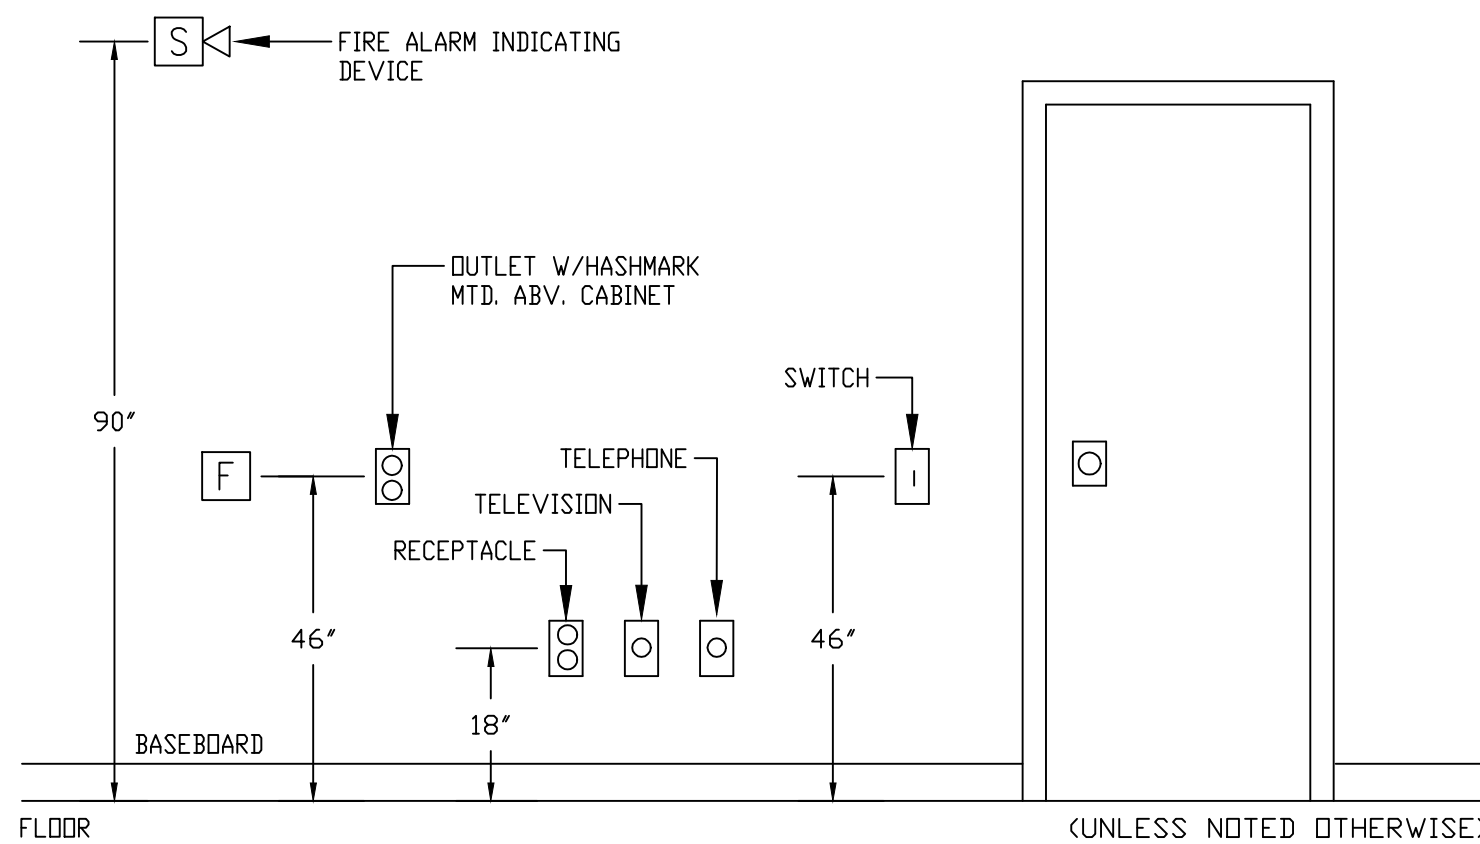 S
FIRE ALARM INDICATING
DEVICE
OUTLET W/HASHMARK
MTD. ABV. CABINET
SWITCH
90"
F
TELEPHONE
TELEVISION
RECEPTACLE
46"
46"
18"
BASEBOARD
FLOOR
(UNLESS NOTED OTHERWISE)